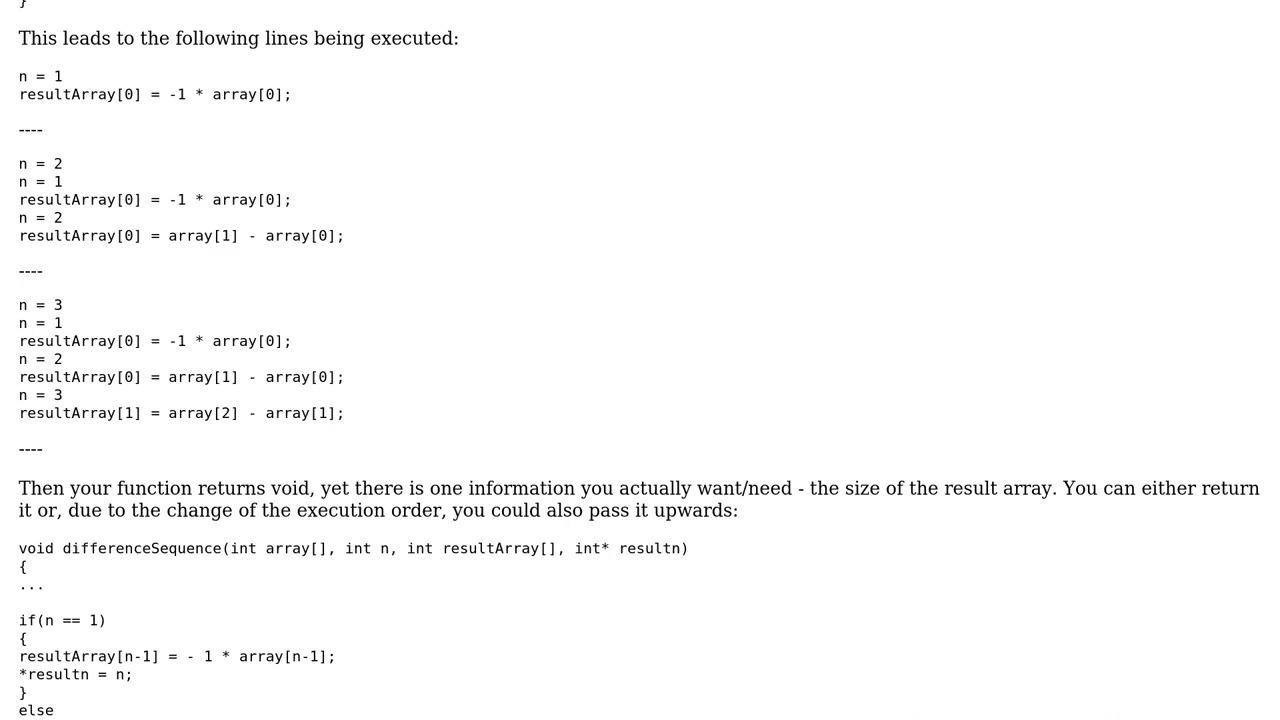 }
This leads to the following lines being executed:
n = 1
resultArray[0] = -1 * array[0];
----
n = 2
n = 1
resultArray[0] = -1 * array[0];
n = 2
resultArray[0] = array[1] - array[0];
----
n = 3
n = 1
resultArray[0] = -1 * array[0];
n = 2
resultArray[0] = array[1] - array[0];
n = 3
resultArray[1] = array[2] - array[1];
----
Then your function returns void, yet there is one information you actually want/need - the size of the result array. You can either return
it or, due to the change of the execution order, you could also pass it upwards:
void differenceSequence(int array[], int n, int resultArray[], int* resultn)
{
...
if(n == 1)
{
resultArray[n-1] = - 1 * array[n-1];
*resultn = n;
}
else